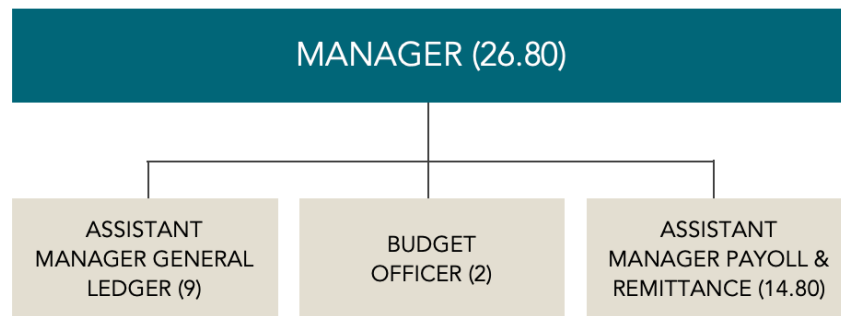 MANAGER (26.80)
ASSISTANT
MANAGER GENERAL
LEDGER (9)
BUDGET
OFFICER (2)
ASSISTANT
MANAGER PAYOLL &
REMITTANCE (14.80)